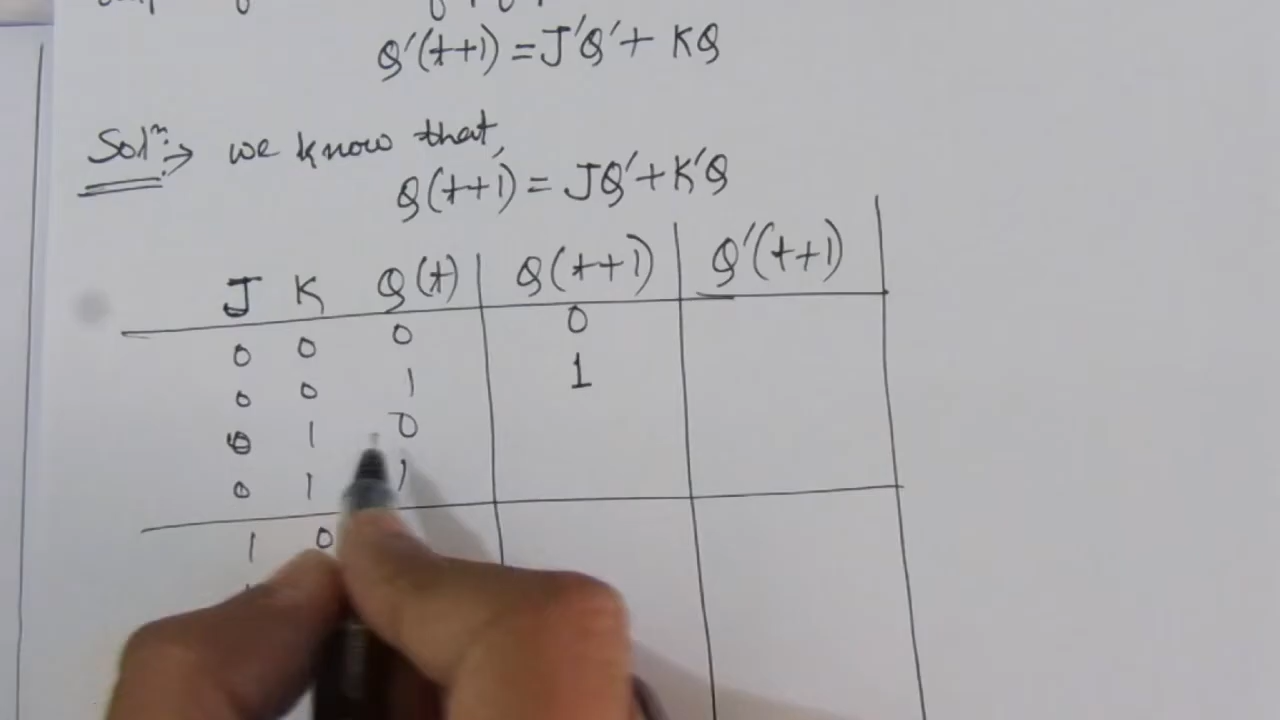 Q'(t+1) = J'Q' + KQ
Solⁿ:→ we know that,
Q(t+1) = JQ' + K'Q
J K Q(t) Q(t+1) Q'(t+1)
0 0 0 0
0 0 1 1
0 1 0
0 1 1
1 0